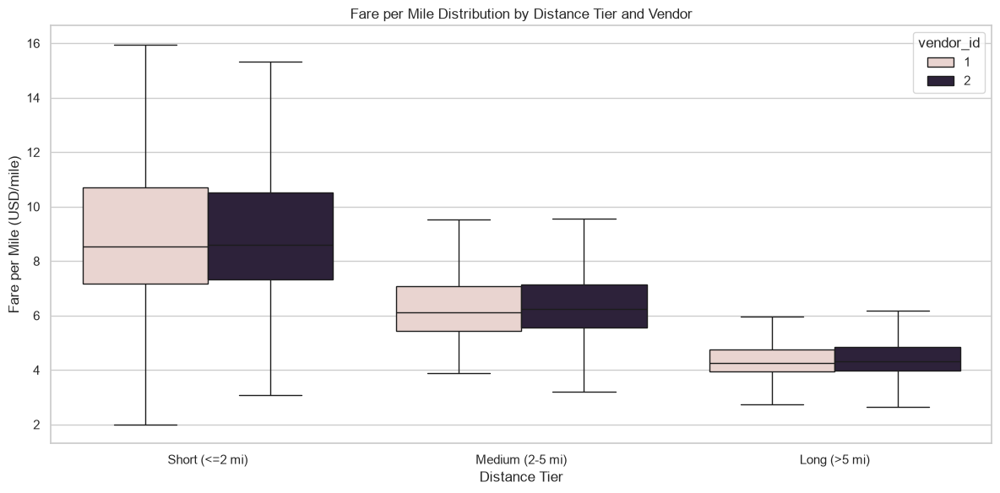 Fare per Mile Distribution by Distance Tier and Vendor
vendor_id
1
2
Fare per Mile (USD/mile)
16
14
12
10
8
6
4
2
Short (<=2 mi)
Medium (2-5 mi)
Long (>5 mi)
Distance Tier